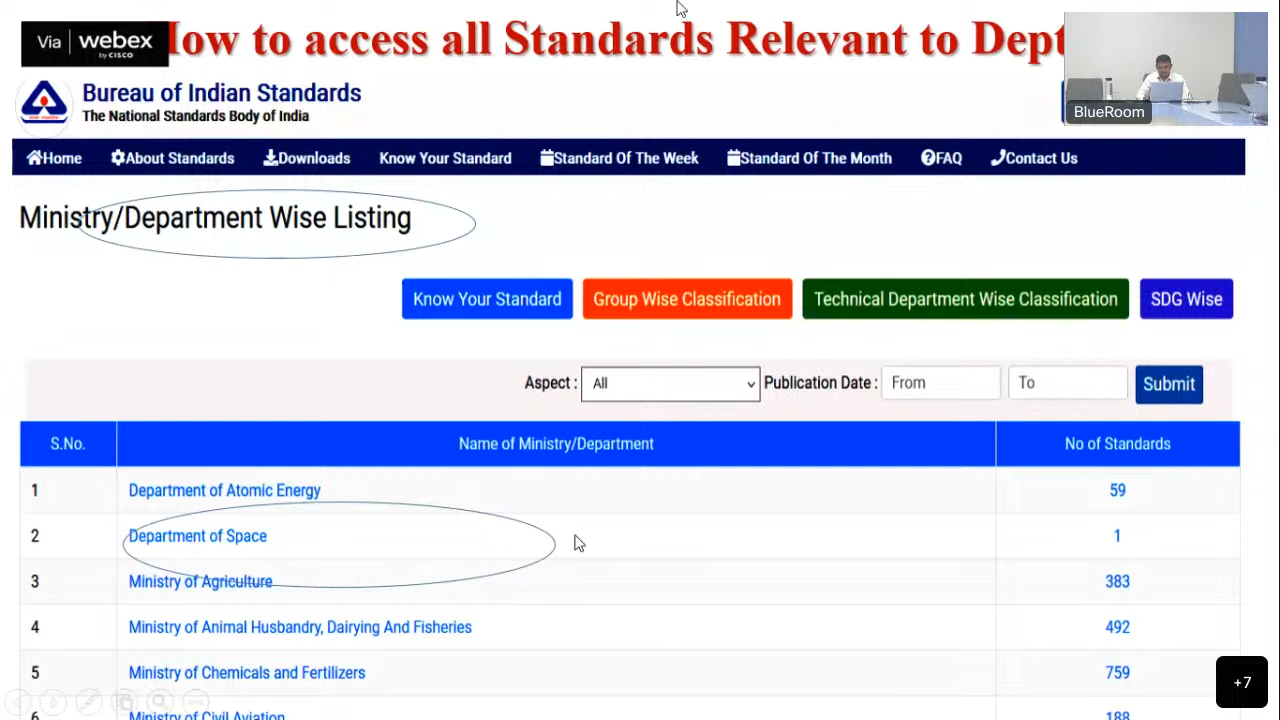 Via webex
by CISCO
How to access all Standards Relevant to Dept
BlueRoom
Bureau of Indian Standards
The National Standards Body of India
Home About Standards Downloads Know Your Standard Standard Of The Week Standard Of The Month FAQ Contact Us
Ministry/Department Wise Listing
Know Your Standard Group Wise Classification Technical Department Wise Classification SDG Wise
Aspect : All Publication Date : From To Submit
S.No. Name of Ministry/Department No of Standards
1 Department of Atomic Energy 59
2 Department of Space 1
3 Ministry of Agriculture 383
4 Ministry of Animal Husbandry, Dairying And Fisheries 492
5 Ministry of Chemicals and Fertilizers 759
6 Ministry of Civil Aviation 188
+7